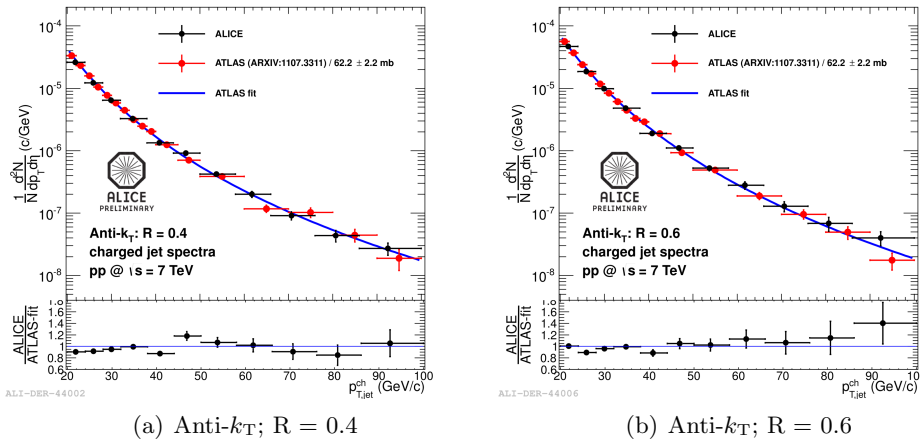 10⁻⁴
10⁻⁵
10⁻⁶
10⁻⁷
10⁻⁸
1/N d²N/dp_T dη (c/GeV)
ALICE
ATLAS (ARXIV:1107.3311) / 62.2 ± 2.2 mb
ATLAS fit
ALICE
PRELIMINARY
Anti-k_T: R = 0.4
charged jet spectra
pp @ \s = 7 TeV
ALICE/ATLAS-fit
1.8
1.6
1.4
1.2
1
0.8
0.6
20 30 40 50 60 70 80 90 100
p^ch_T,jet (GeV/c)
ALI-DER-44002
(a) Anti-k_T; R = 0.4
10⁻⁴
10⁻⁵
10⁻⁶
10⁻⁷
10⁻⁸
1/N d²N/dp_T dη (c/GeV)
ALICE
ATLAS (ARXIV:1107.3311) / 62.2 ± 2.2 mb
ATLAS fit
ALICE
PRELIMINARY
Anti-k_T: R = 0.6
charged jet spectra
pp @ \s = 7 TeV
ALICE/ATLAS-fit
1.8
1.6
1.4
1.2
1
0.8
0.6
20 30 40 50 60 70 80 90 100
p^ch_T,jet (GeV/c)
ALI-DER-44006
(b) Anti-k_T; R = 0.6